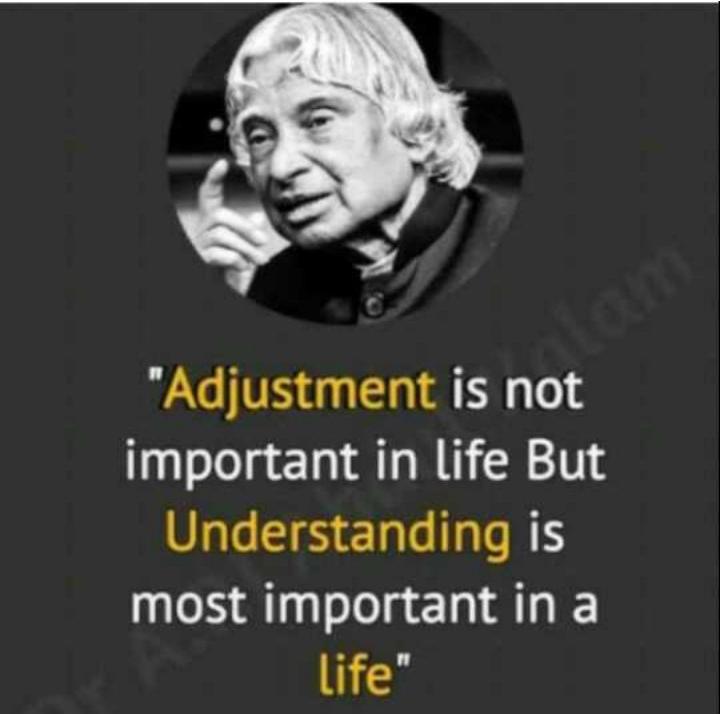 "Adjustment is not
important in life But
Understanding is
most important in a
life"